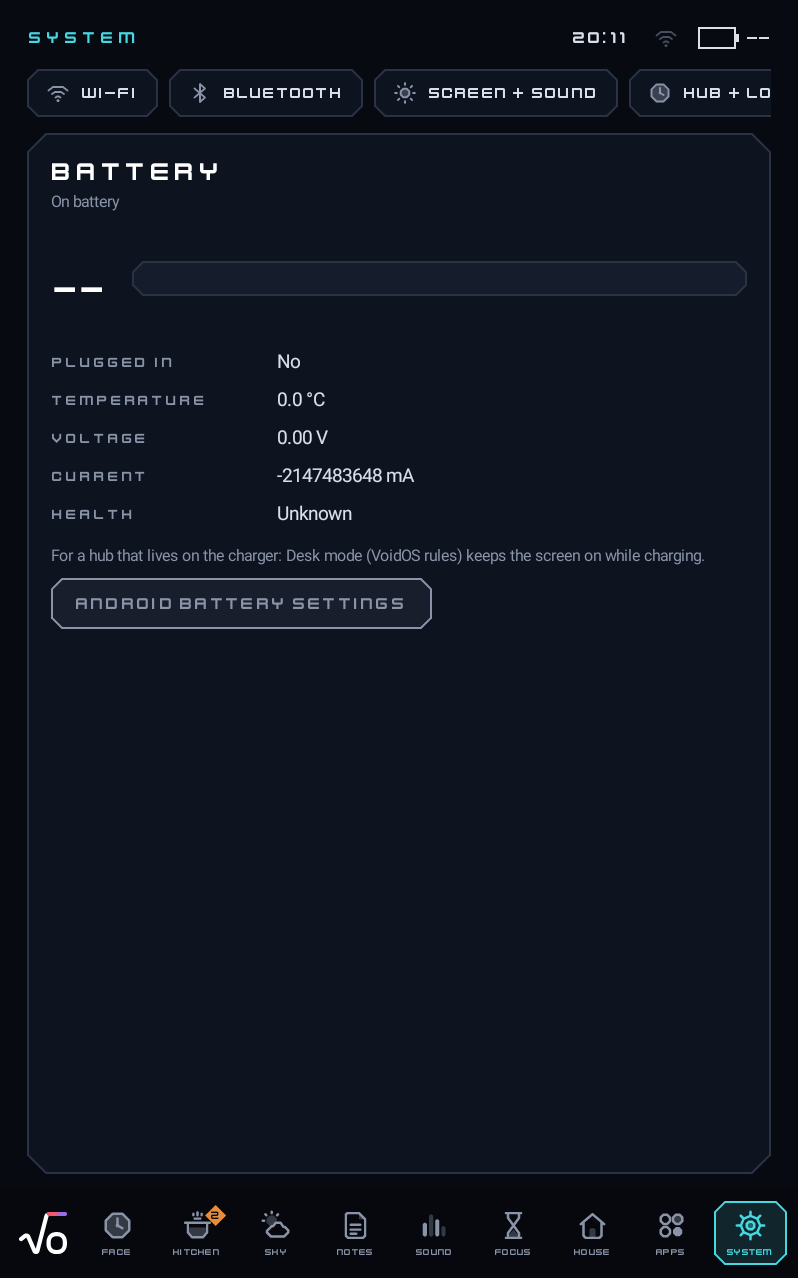 SYSTEM 20:11 --
WI-FI BLUETOOTH SCREEN + SOUND HUB + LO
BATTERY
On battery
--
PLUGGED IN No
TEMPERATURE 0.0 °C
VOLTAGE 0.00 V
CURRENT -2147483648 mA
HEALTH Unknown
For a hub that lives on the charger: Desk mode (VoidOS rules) keeps the screen on while charging.
ANDROID BATTERY SETTINGS
2
FACE KITCHEN SKY NOTES SOUND FOCUS HOUSE APPS SYSTEM